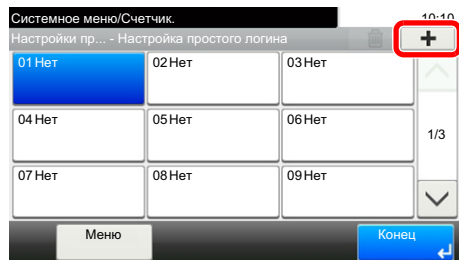 Системное меню/Счетчик.
10:10
Настройки пр... - Настройка простого логина
01 Нет 02 Нет 03 Нет
04 Нет 05 Нет 06 Нет
1/3
07 Нет 08 Нет 09 Нет
Меню Конец